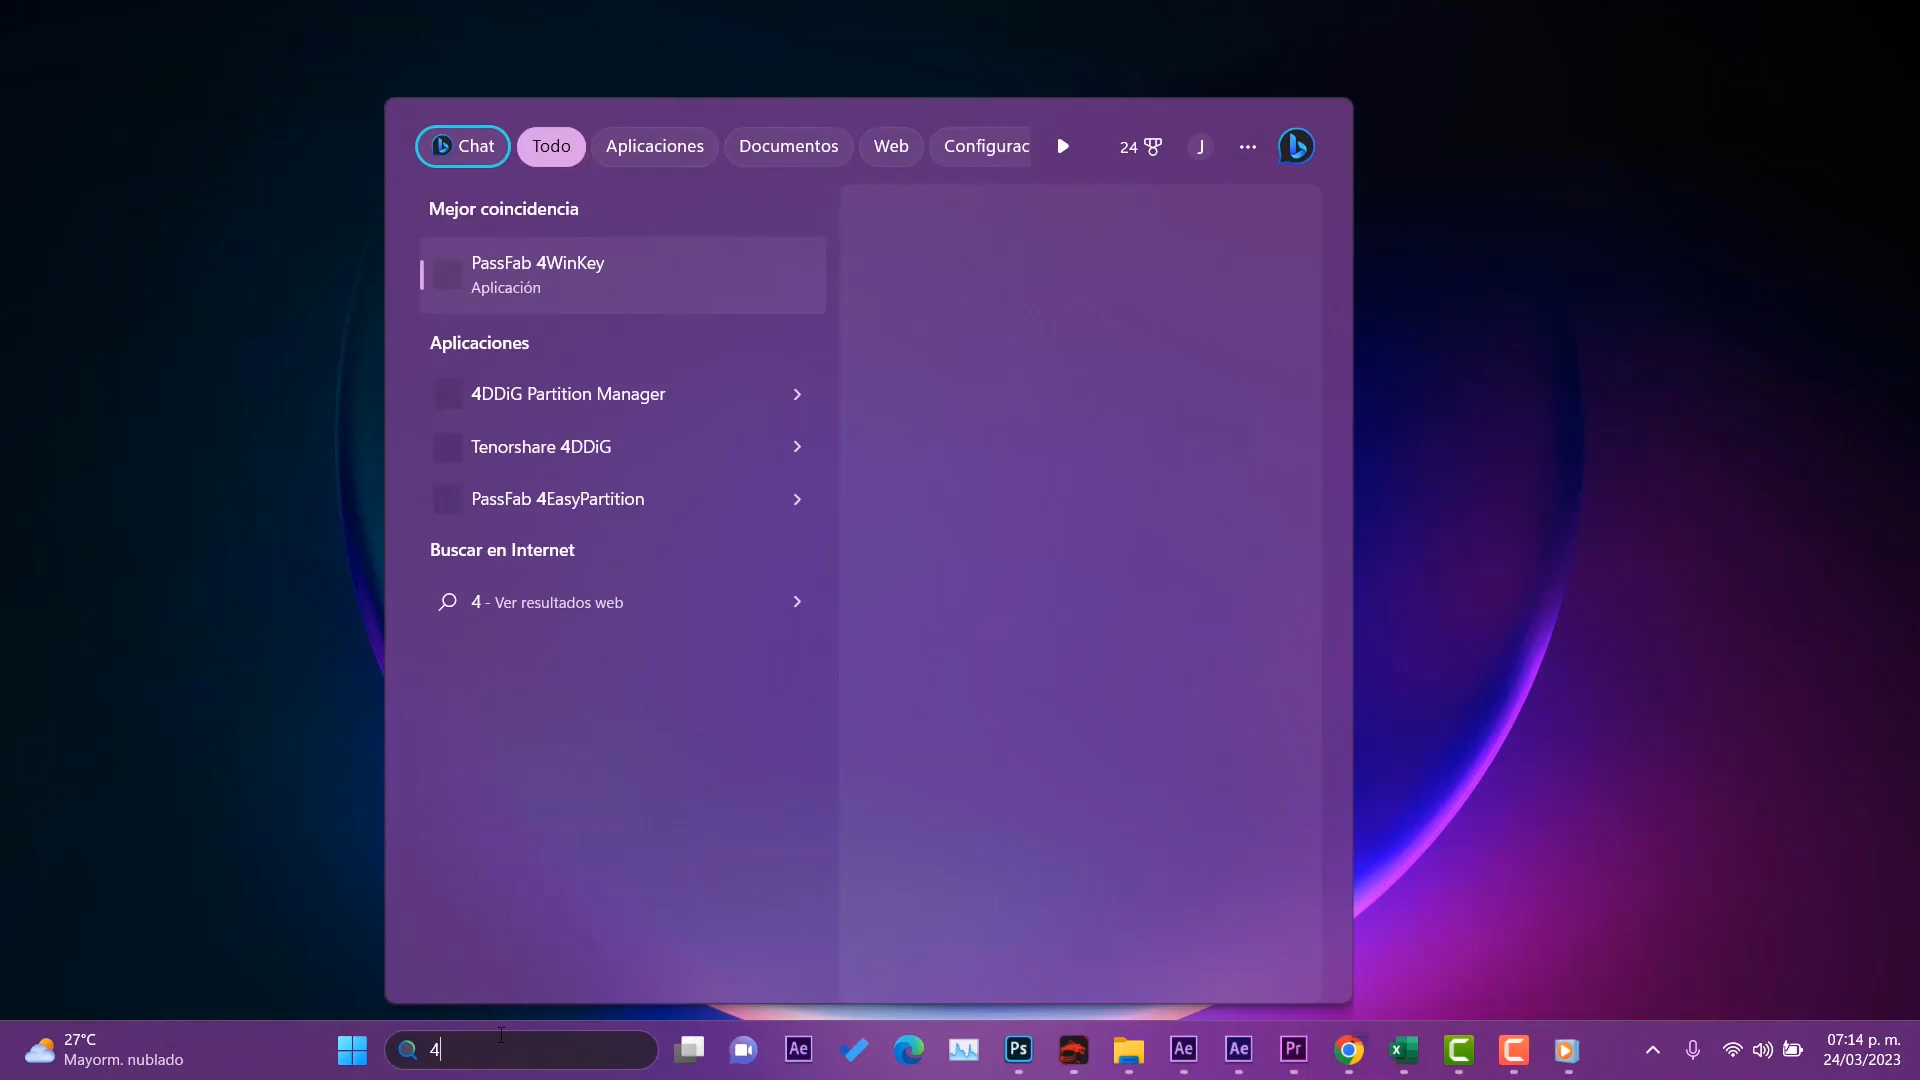 Chat
Todo
Aplicaciones
Documentos
Web
Configurac
24
J
Mejor coincidencia
PassFab 4WinKey
Aplicación
Aplicaciones
4DDiG Partition Manager
Tenorshare 4DDiG
PassFab 4EasyPartition
Buscar en Internet
4 - Ver resultados web
27°C
Mayorm. nublado
4
Ae
Ps
Ae
Ae
Pr
07:14 p. m.
24/03/2023